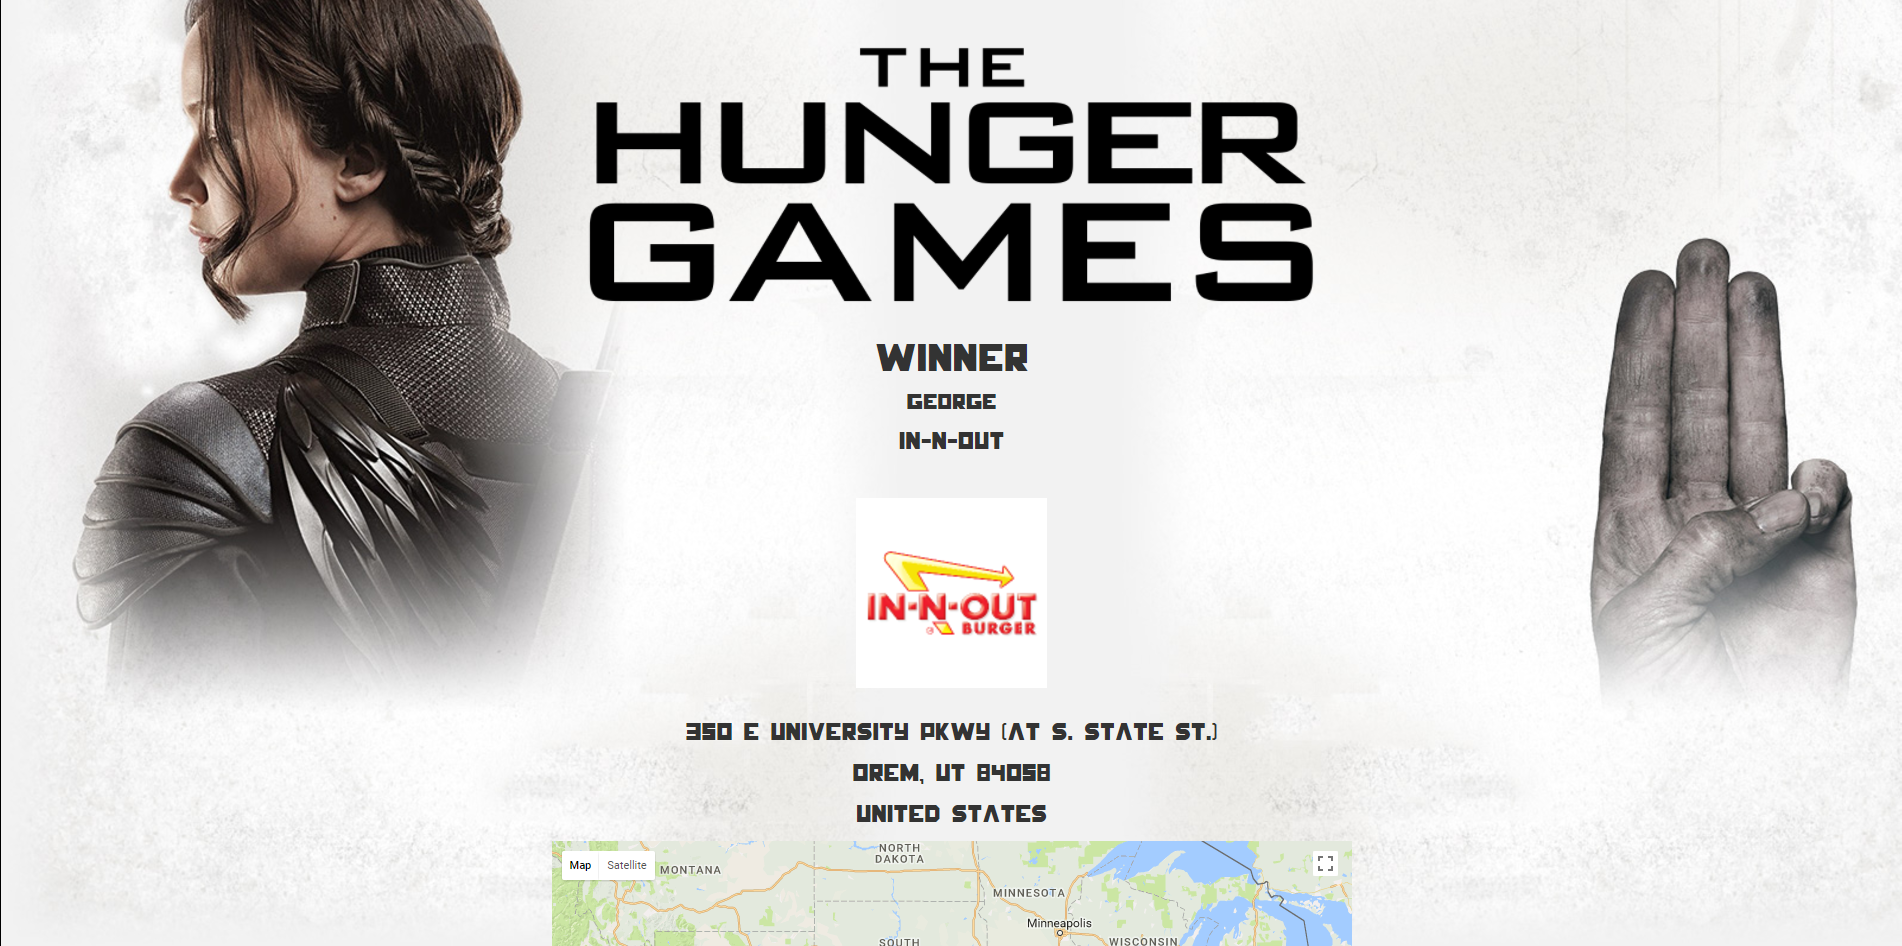 THE
HUNGER
GAMES
WINNER
GEORGE
IN-N-OUT
IN-N-OUT
BURGER
350 E UNIVERSITY PKWY (AT S. STATE ST.)
OREM, UT 84058
UNITED STATES
Map Satellite
MONTANA
NORTH
DAKOTA
MINNESOTA
Minneapolis
SOUTH
WISCONSIN